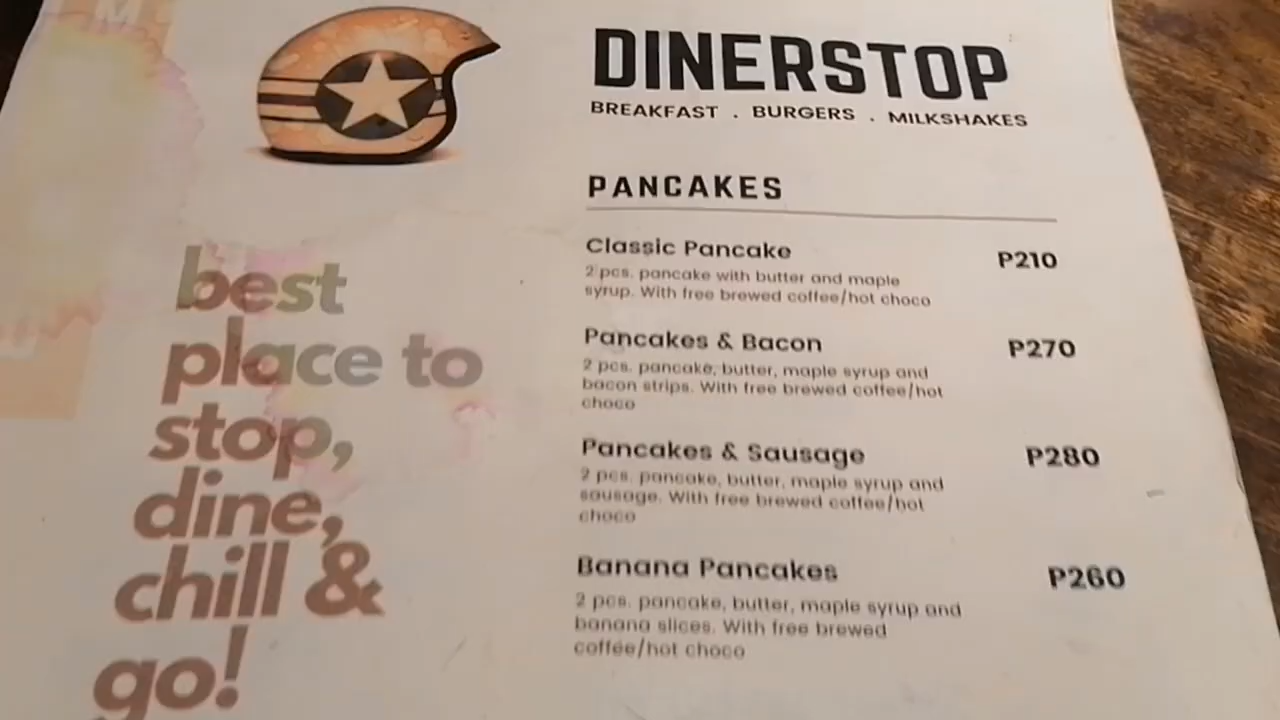 DINERSTOP
BREAKFAST . BURGERS . MILKSHAKES
PANCAKES
Classic Pancake P210
2 pcs. pancake with butter and maple
syrup. With free brewed coffee/hot choco
Pancakes & Bacon P270
2 pcs. pancake, butter, maple syrup and
bacon strips. With free brewed coffee/hot
choco
Pancakes & Sausage P280
2 pcs. pancake, butter, maple syrup and
sausage. With free brewed coffee/hot
choco
Banana Pancakes P260
2 pcs. pancake, butter, maple syrup and
banana slices. With free brewed
coffee/hot choco
best
place to
stop,
dine,
chill &
go!